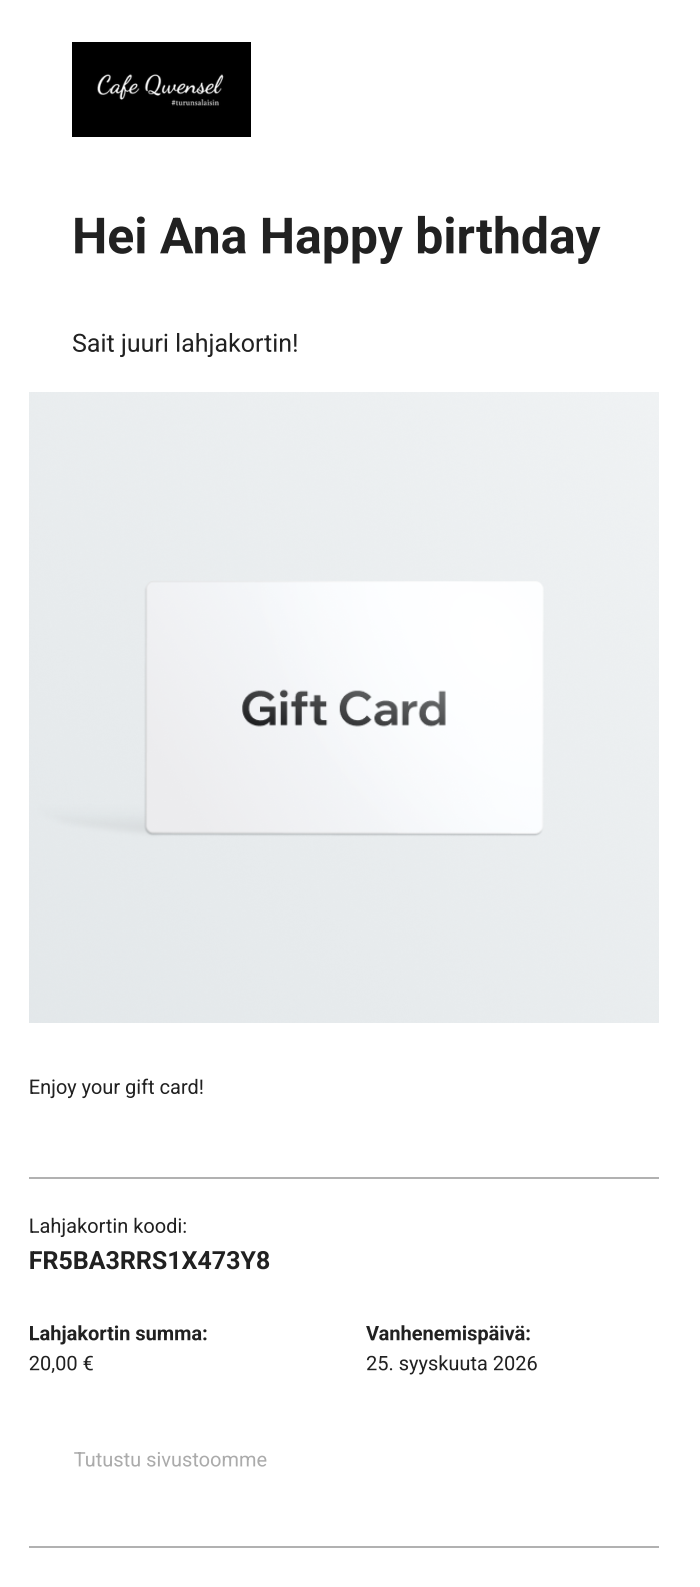 Cafe Qwensel
#turunsalaisin
Hei Ana Happy birthday
Sait juuri lahjakortin!
Gift Card
Enjoy your gift card!
Lahjakortin koodi:
FR5BA3RRS1X473Y8
Lahjakortin summa:
20,00 €
Vanhenemispäivä:
25. syyskuuta 2026
Tutustu sivustoomme